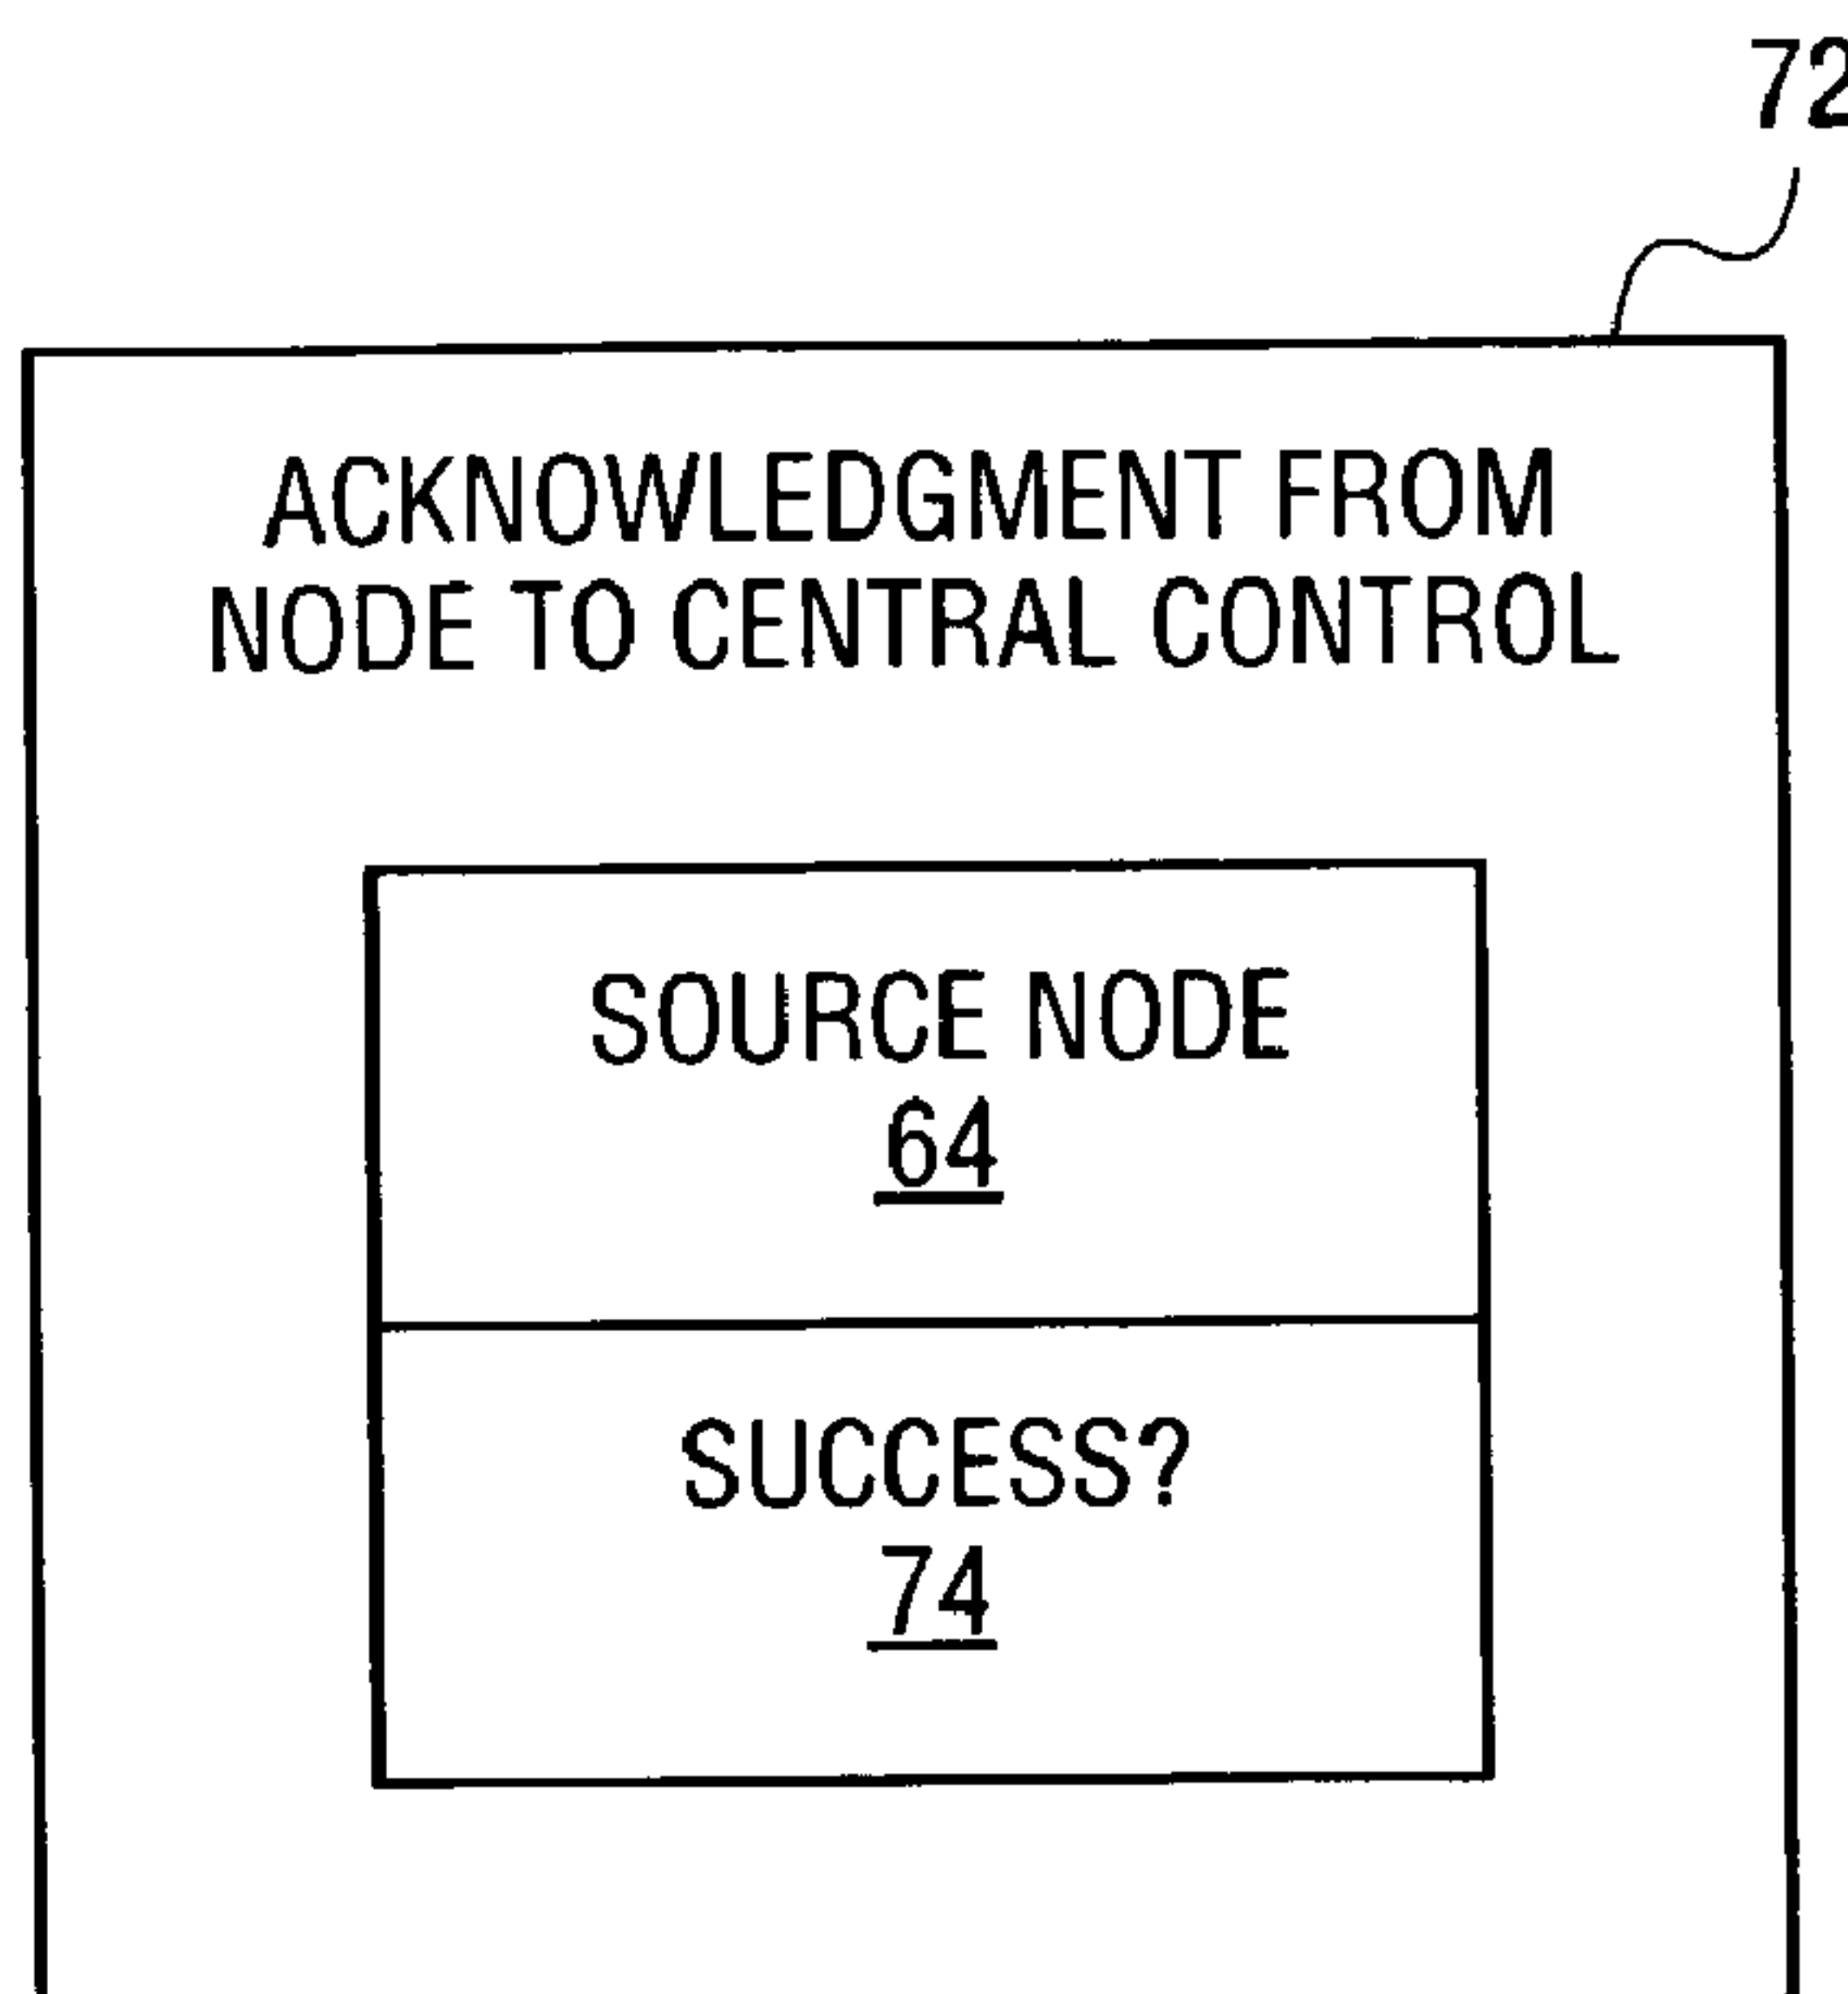 72
ACKNOWLEDGMENT FROM
NODE TO CENTRAL CONTROL
SOURCE NODE
64
SUCCESS?
74